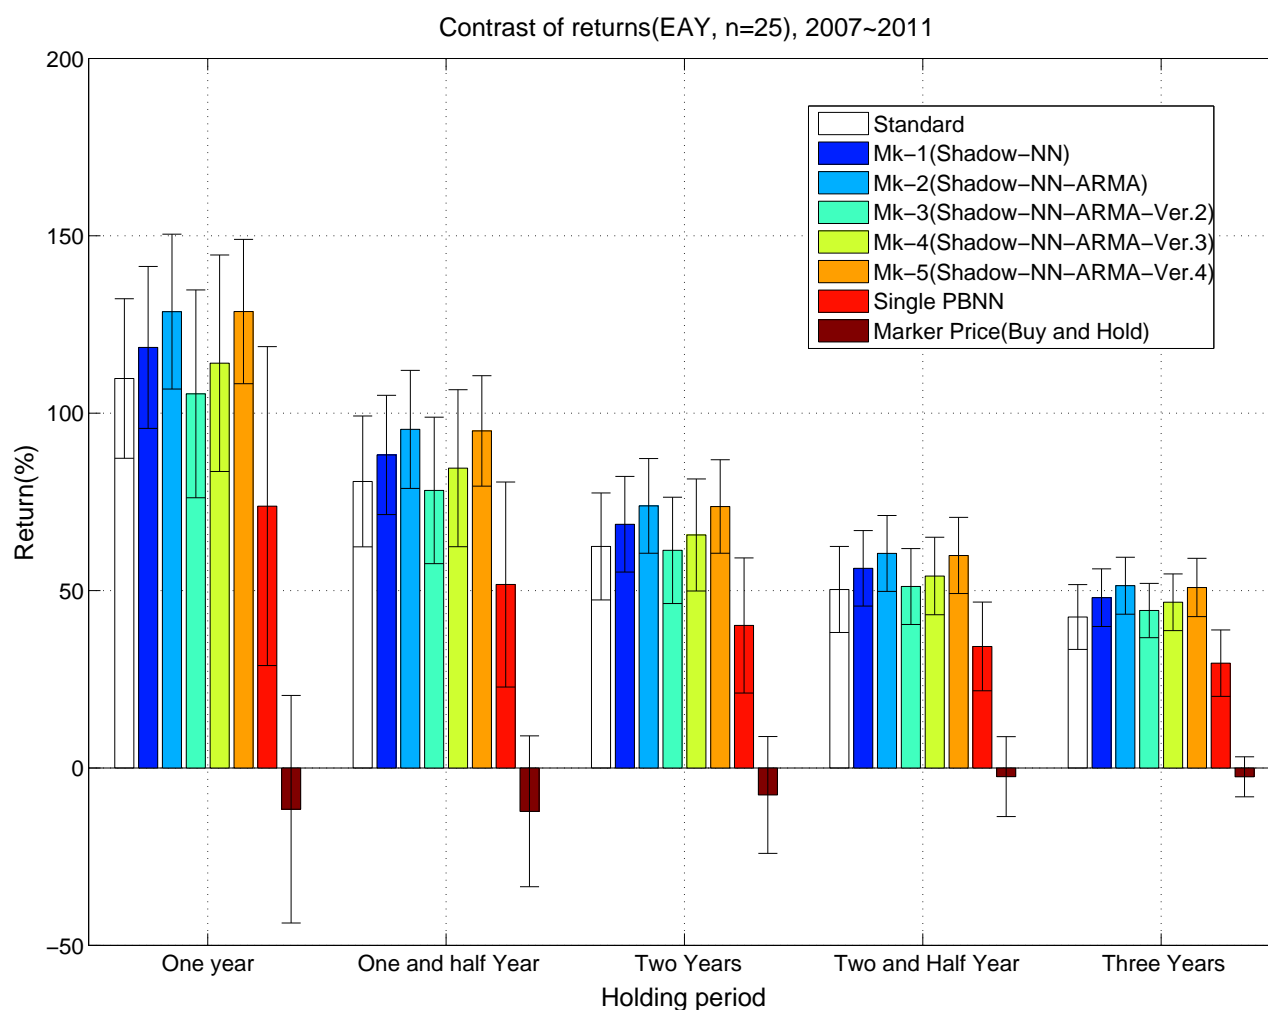 Contrast of returns(EAY, n=25), 2007~2011
200
150
100
50
0
−50
Return(%)
Standard
Mk−1(Shadow−NN)
Mk−2(Shadow−NN−ARMA)
Mk−3(Shadow−NN−ARMA−Ver.2)
Mk−4(Shadow−NN−ARMA−Ver.3)
Mk−5(Shadow−NN−ARMA−Ver.4)
Single PBNN
Marker Price(Buy and Hold)
One year One and half Year Two Years Two and Half Year Three Years
Holding period